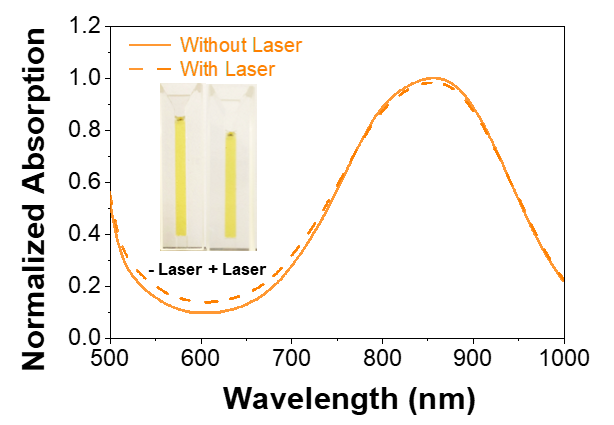 Normalized Absorption
1.2
1.0
0.8
0.6
0.4
0.2
0.0
Without Laser
With Laser
- Laser + Laser
500 600 700 800 900 1000
Wavelength (nm)